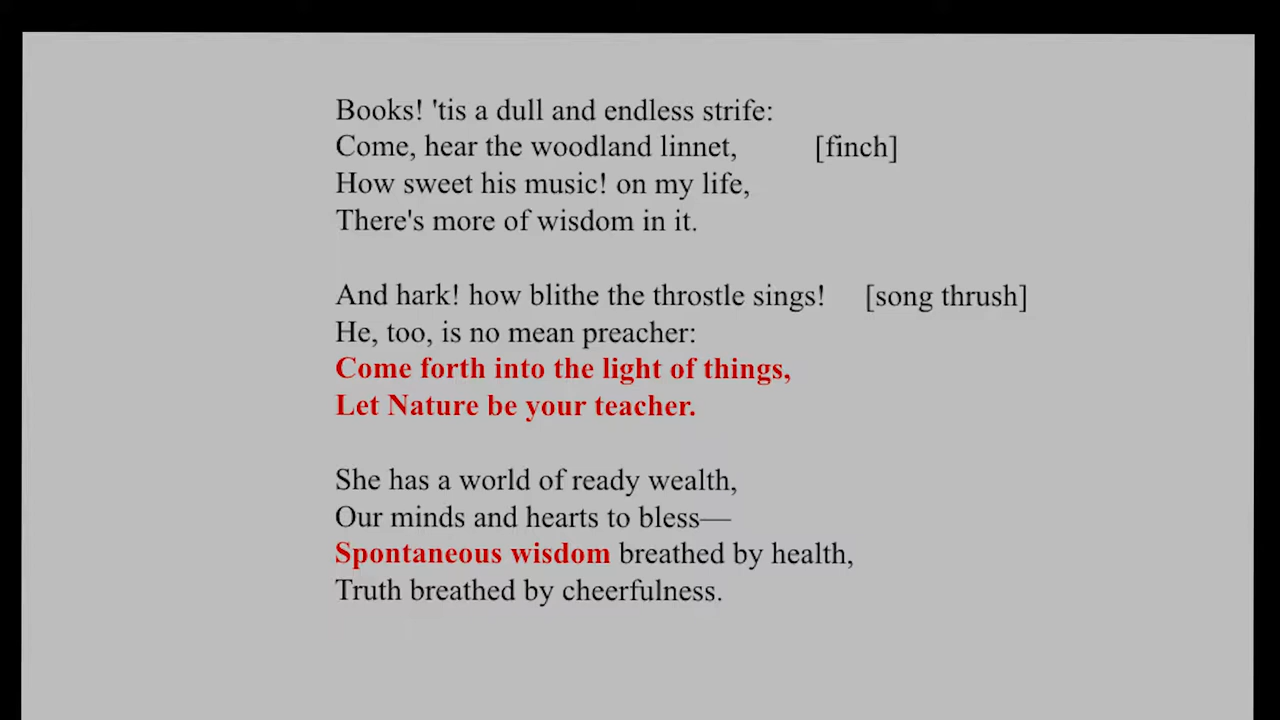 Books! 'tis a dull and endless strife:
Come, hear the woodland linnet, [finch]
How sweet his music! on my life,
There's more of wisdom in it.
And hark! how blithe the throstle sings! [song thrush]
He, too, is no mean preacher:
Come forth into the light of things,
Let Nature be your teacher.
She has a world of ready wealth,
Our minds and hearts to bless—
Spontaneous wisdom breathed by health,
Truth breathed by cheerfulness.